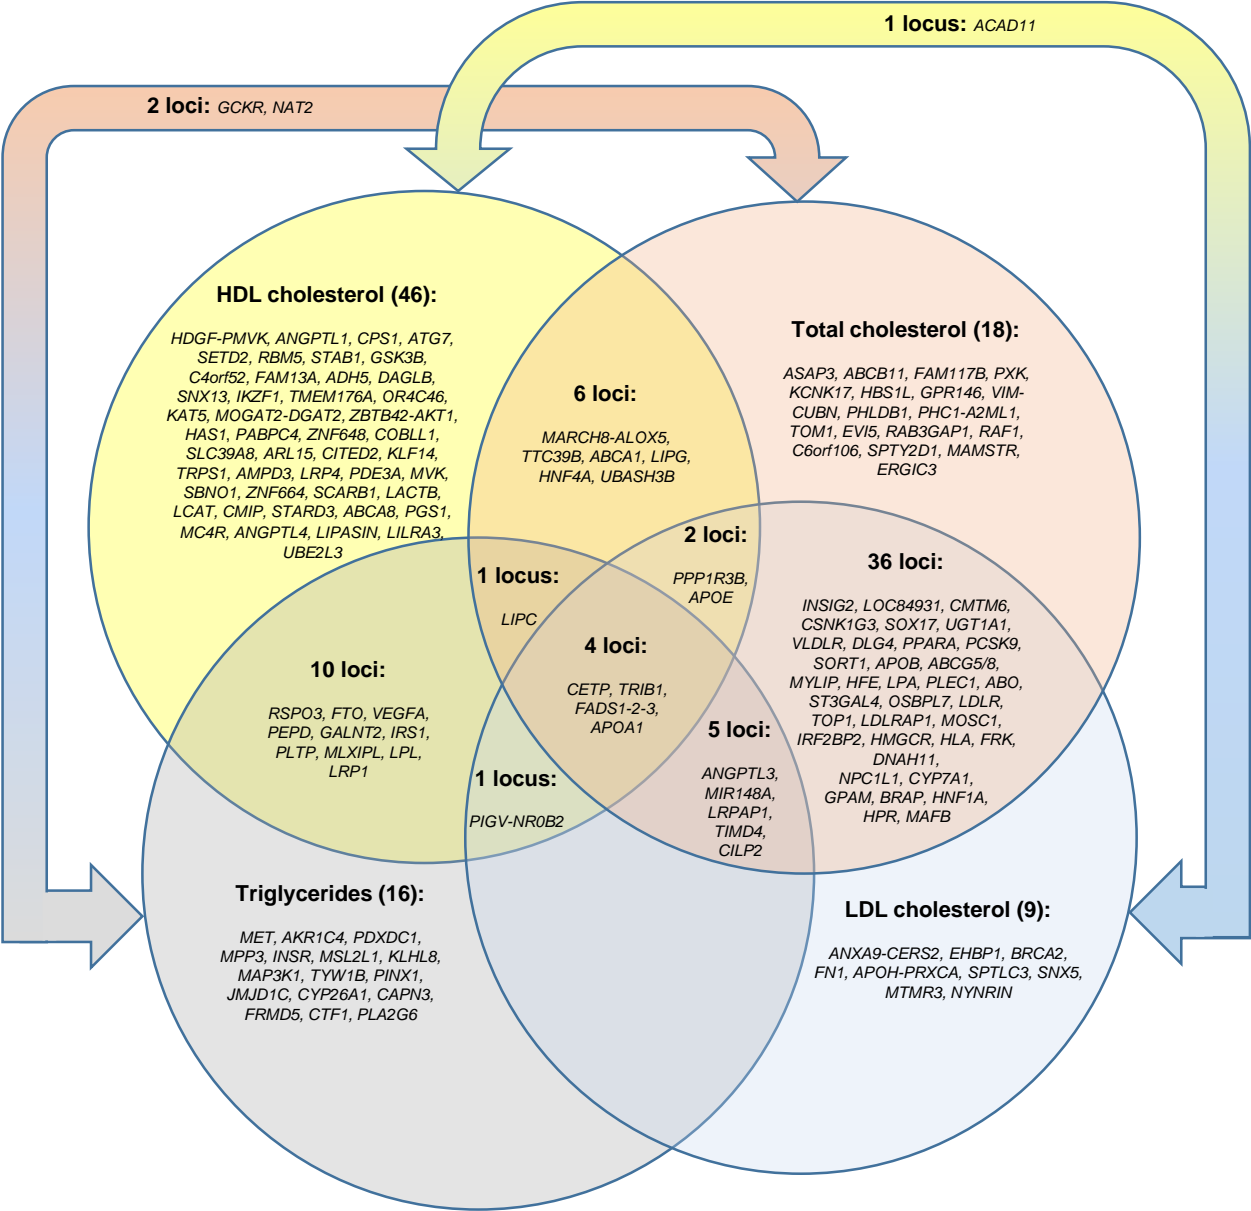 1 locus: ACAD11
2 loci: GCKR, NAT2
HDL cholesterol (46):
HDGF-PMVK, ANGPTL1, CPS1, ATG7,
SETD2, RBM5, STAB1, GSK3B,
C4orf52, FAM13A, ADH5, DAGLB,
SNX13, IKZF1, TMEM176A, OR4C46,
KAT5, MOGAT2-DGAT2, ZBTB42-AKT1,
HAS1, PABPC4, ZNF648, COBLL1,
SLC39A8, ARL15, CITED2, KLF14,
TRPS1, AMPD3, LRP4, PDE3A, MVK,
SBNO1, ZNF664, SCARB1, LACTB,
LCAT, CMIP, STARD3, ABCA8, PGS1,
MC4R, ANGPTL4, LIPASIN, LILRA3,
UBE2L3
Total cholesterol (18):
ASAP3, ABCB11, FAM117B, PXK,
KCNK17, HBS1L, GPR146, VIM-
CUBN, PHLDB1, PHC1-A2ML1,
TOM1, EVI5, RAB3GAP1, RAF1,
C6orf106, SPTY2D1, MAMSTR,
ERGIC3
6 loci:
MARCH8-ALOX5,
TTC39B, ABCA1, LIPG,
HNF4A, UBASH3B
2 loci:
PPP1R3B,
APOE
36 loci:
INSIG2, LOC84931, CMTM6,
CSNK1G3, SOX17, UGT1A1,
VLDLR, DLG4, PPARA, PCSK9,
SORT1, APOB, ABCG5/8,
MYLIP, HFE, LPA, PLEC1, ABO,
ST3GAL4, OSBPL7, LDLR,
TOP1, LDLRAP1, MOSC1,
IRF2BP2, HMGCR, HLA, FRK,
DNAH11,
NPC1L1, CYP7A1,
GPAM, BRAP, HNF1A,
HPR, MAFB
1 locus:
LIPC
4 loci:
CETP, TRIB1,
FADS1-2-3,
APOA1
10 loci:
RSPO3, FTO, VEGFA,
PEPD, GALNT2, IRS1,
PLTP, MLXIPL, LPL,
LRP1
5 loci:
ANGPTL3,
MIR148A,
LRPAP1,
TIMD4,
CILP2
1 locus:
PIGV-NR0B2
Triglycerides (16):
MET, AKR1C4, PDXDC1,
MPP3, INSR, MSL2L1, KLHL8,
MAP3K1, TYW1B, PINX1,
JMJD1C, CYP26A1, CAPN3,
FRMD5, CTF1, PLA2G6
LDL cholesterol (9):
ANXA9-CERS2, EHBP1, BRCA2,
FN1, APOH-PRXCA, SPTLC3, SNX5,
MTMR3, NYNRIN